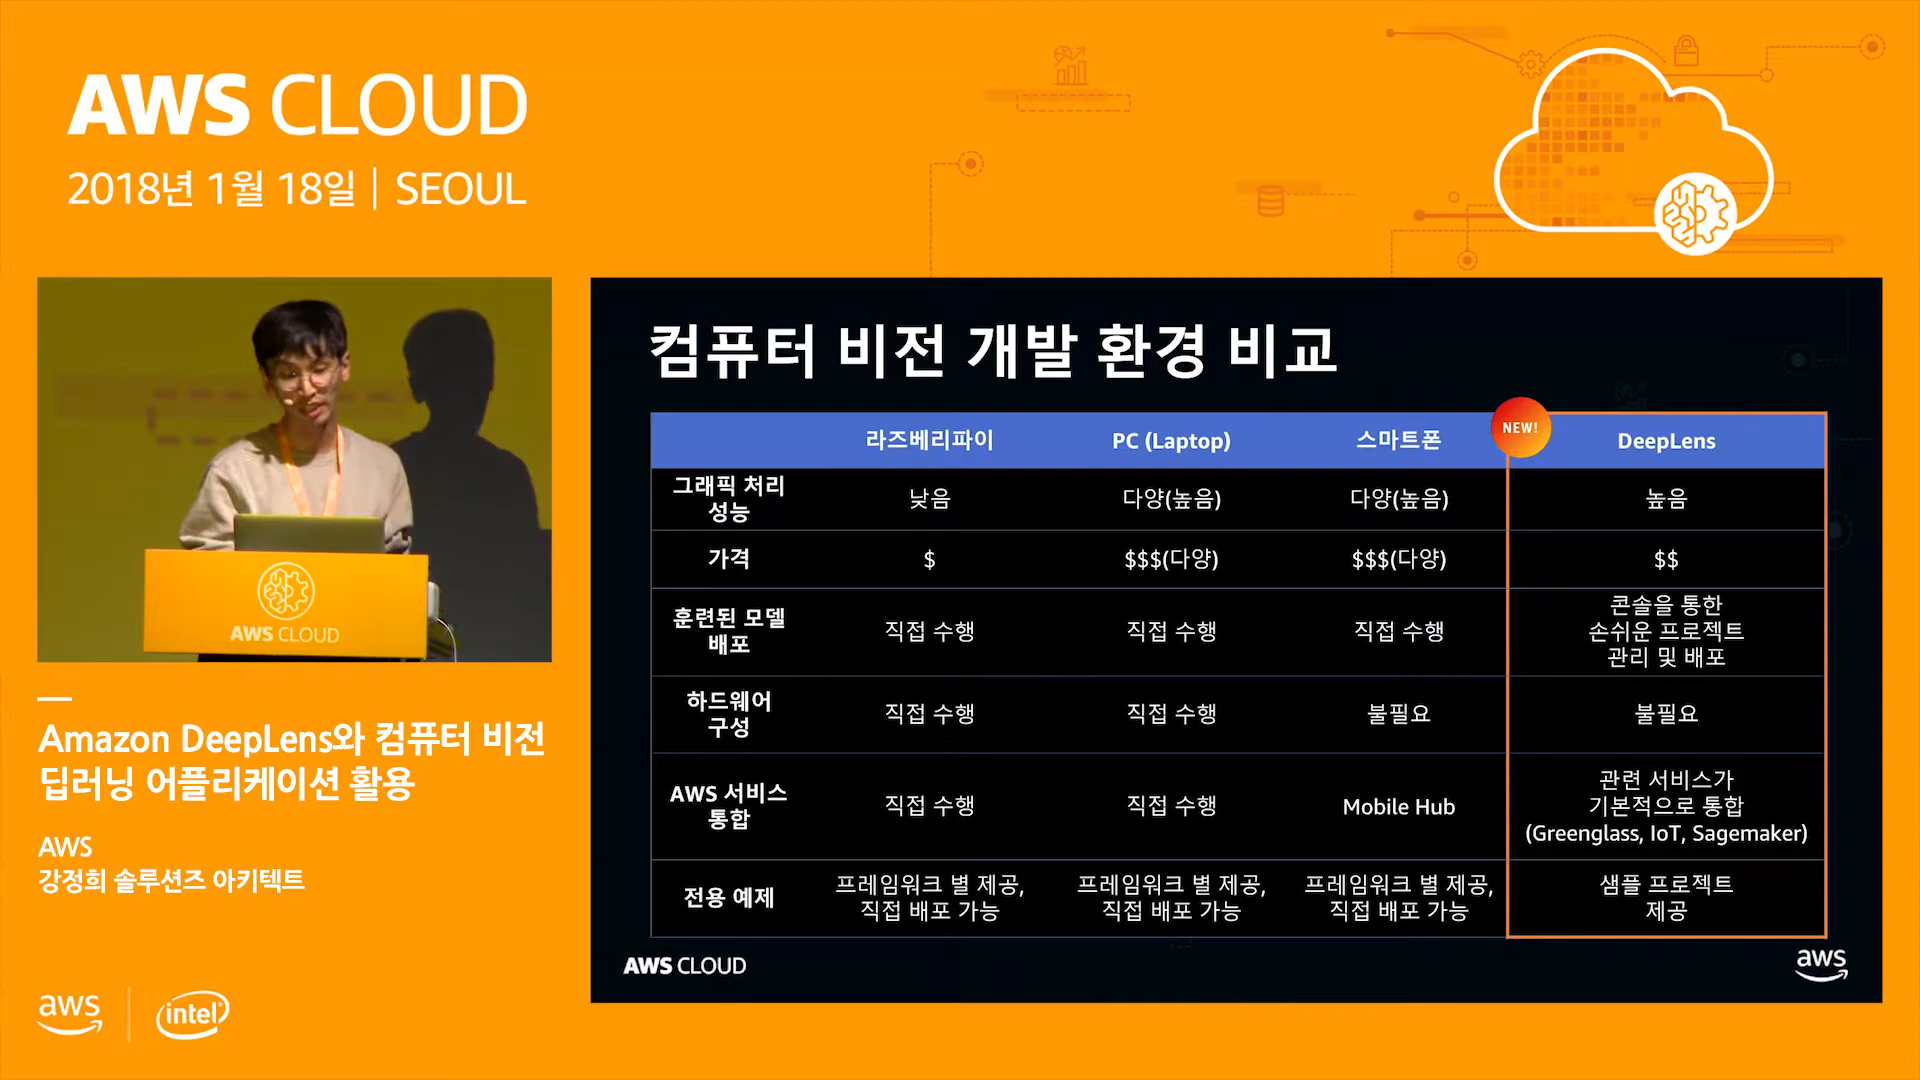 AWS CLOUD
2018년 1월 18일 | SEOUL
AWS CLOUD
Amazon DeepLens와 컴퓨터 비전
딥러닝 어플리케이션 활용
AWS
강정희 솔루션즈 아키텍트
aws
intel
컴퓨터 비전 개발 환경 비교
NEW!
라즈베리파이 PC (Laptop) 스마트폰 DeepLens
그래픽 처리
성능
낮음 다양(높음) 다양(높음) 높음
가격 $ $$$(다양) $$$(다양) $$
훈련된 모델
배포
직접 수행 직접 수행 직접 수행
콘솔을 통한
손쉬운 프로젝트
관리 및 배포
하드웨어
구성
직접 수행 직접 수행 불필요 불필요
AWS 서비스
통합
직접 수행 직접 수행 Mobile Hub
관련 서비스가
기본적으로 통합
(Greenglass, IoT, Sagemaker)
전용 예제
프레임워크 별 제공,
직접 배포 가능
프레임워크 별 제공,
직접 배포 가능
프레임워크 별 제공,
직접 배포 가능
샘플 프로젝트
제공
AWS CLOUD
aws